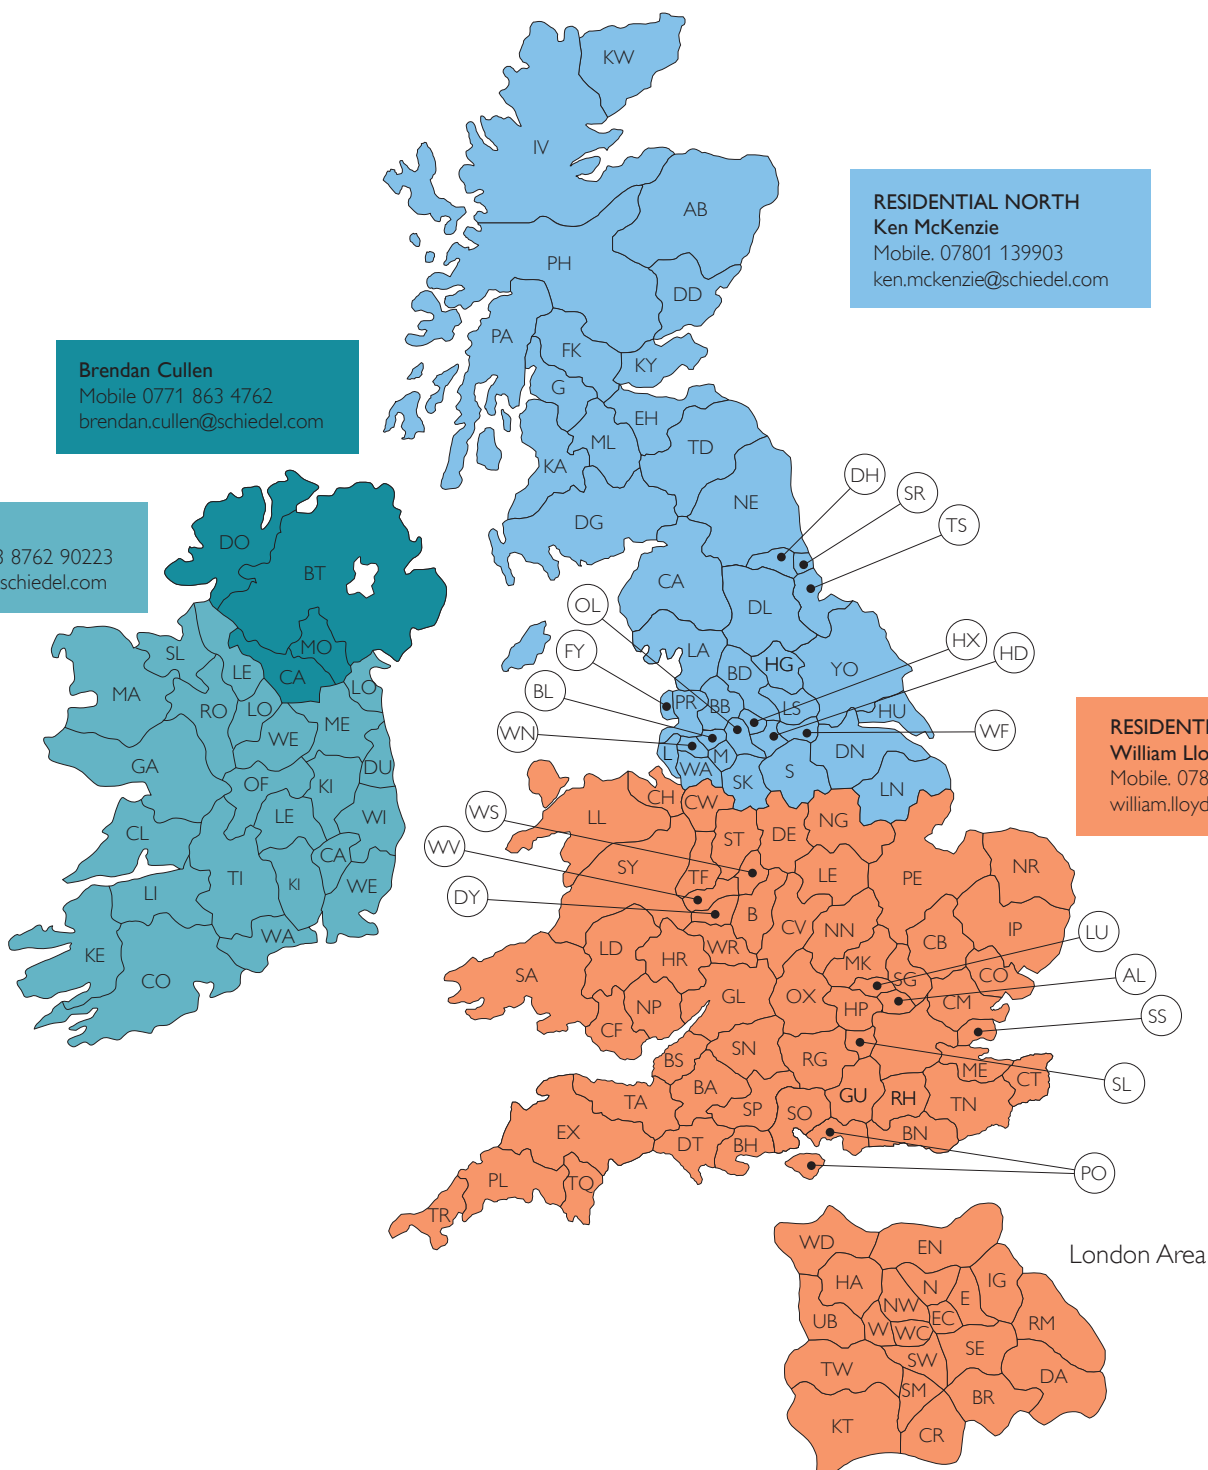 KW
IV
AB
PH
DD
PA
FK
KY
G
EH
ML
TD
KA
NE
DG
RESIDENTIAL NORTH
Ken McKenzie
Mobile. 07801 139903
ken.mckenzie@schiedel.com
Brendan Cullen
Mobile 0771 863 4762
brendan.cullen@schiedel.com
8762 90223
schiedel.com
DH
SR
TS
CA
DL
OL
FY
BL
WN
HX
HD
WF
LA
BD
HG
YO
PR
BB
LS
HU
L
WA
M
SK
S
DN
LN
DO
BT
MO
CA
SL
LE
LO
MA
RO
LO
ME
WE
GA
OF
KI
DU
LE
WI
CL
CA
TI
KI
WE
LI
WA
KE
CO
RESIDENTI
William Llo
Mobile. 078
william.lloyd
WS
WV
DY
LL
CH
CW
ST
DE
NG
SY
TF
LE
PE
NR
B
CV
NN
CB
IP
LD
HR
WR
MK
SG
CO
SA
NP
GL
OX
HP
CM
CF
LU
AL
SS
SL
BS
SN
RG
ME
CT
BA
GU
RH
TN
TA
SP
SO
EX
DT
BH
BN
PL
TQ
TR
PO
London Area
WD
EN
HA
N
IG
NW
E
UB
W
WC
EC
RM
TW
SW
SE
DA
SM
BR
KT
CR